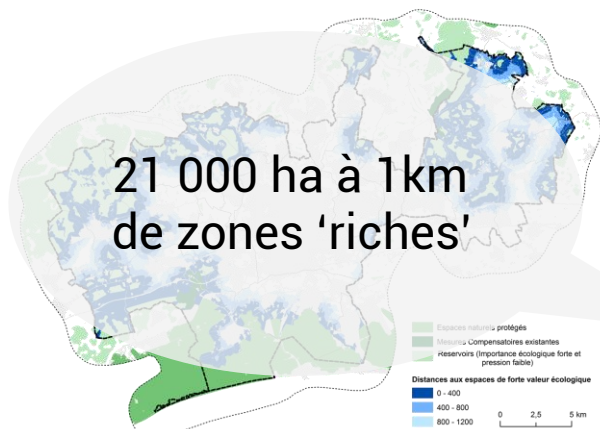 21 000 ha à 1km
de zones ‘riches’
Espaces naturels protégés
Mesures Compensatoires existantes
Reservoirs (Importance écologique forte et
pression faible)
Distances aux espaces de forte valeur écologique
0 - 400
400 - 800
800 - 1200
0 2,5 5 km